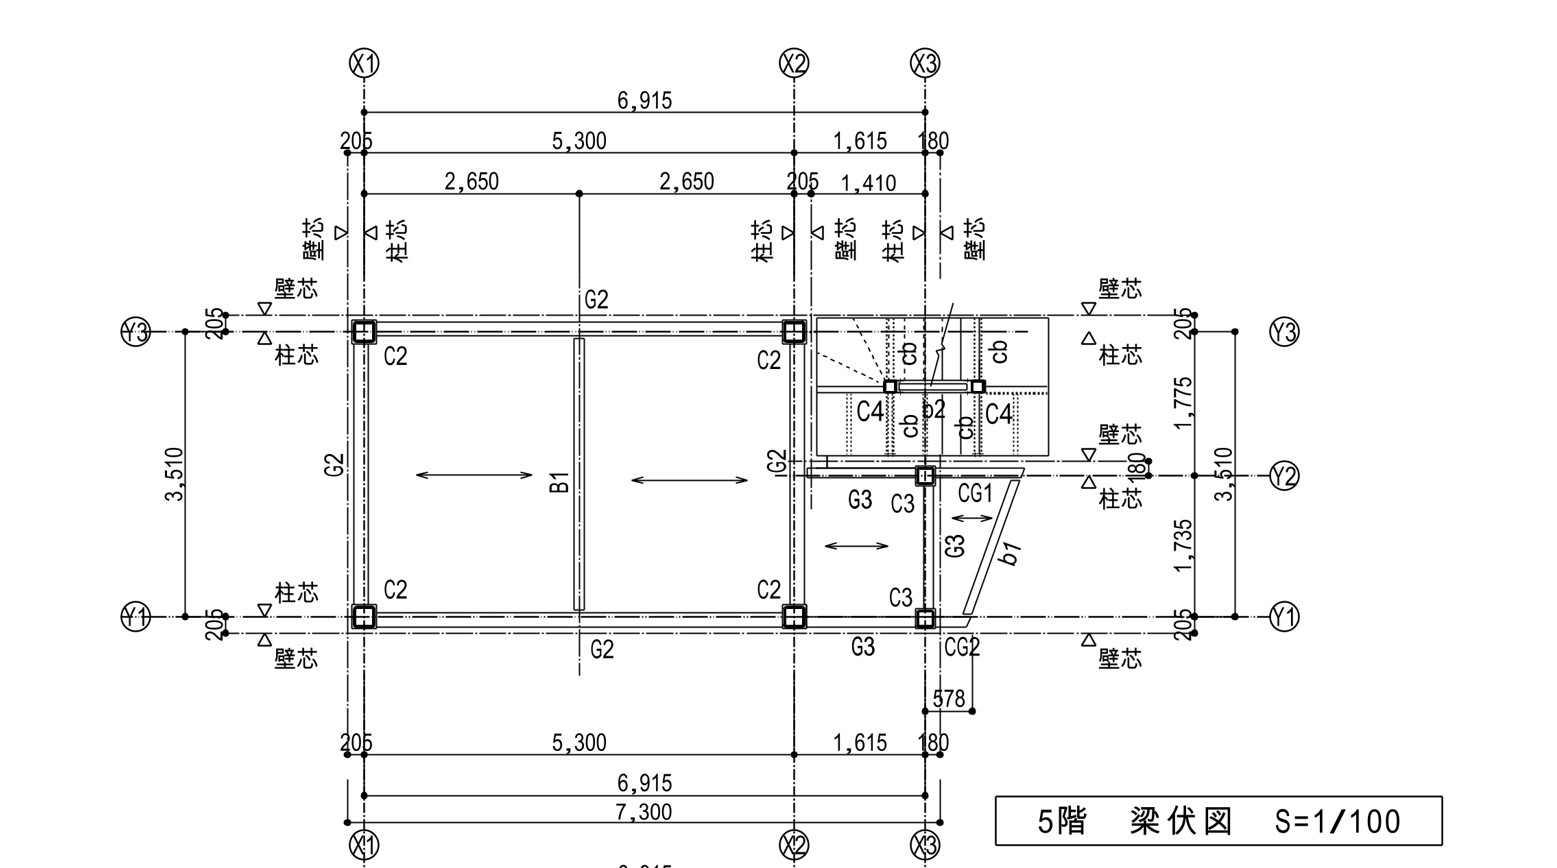 X1 X2 X3
6,915
205 5,300 1,615 180
2,650 2,650 205 1,410
壁芯 柱芯 柱芯 壁芯 柱芯 壁芯
壁芯 G2 壁芯
Y3 205 205 Y3
柱芯 C2 C2 cb cb 柱芯
1,775
C4 b2 C4
cb cb
壁芯
G2 G2 180
3,510 B1 3,510 Y2
G3 C3 CG1 柱芯
G3 b1 1,735
柱芯 C2 C2 C3
Y1 205 205 Y1
壁芯 G2 G3 CG2 壁芯
578
205 5,300 1,615 180
6,915
7,300
5階 梁伏図 S=1/100
X1 X2 X3